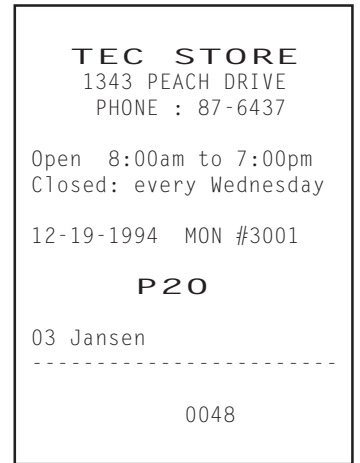 TEC STORE
1343 PEACH DRIVE
PHONE : 87-6437
Open 8:00am to 7:00pm
Closed: every Wednesday
12-19-1994 MON #3001
P20
03 Jansen
------------------------
0048